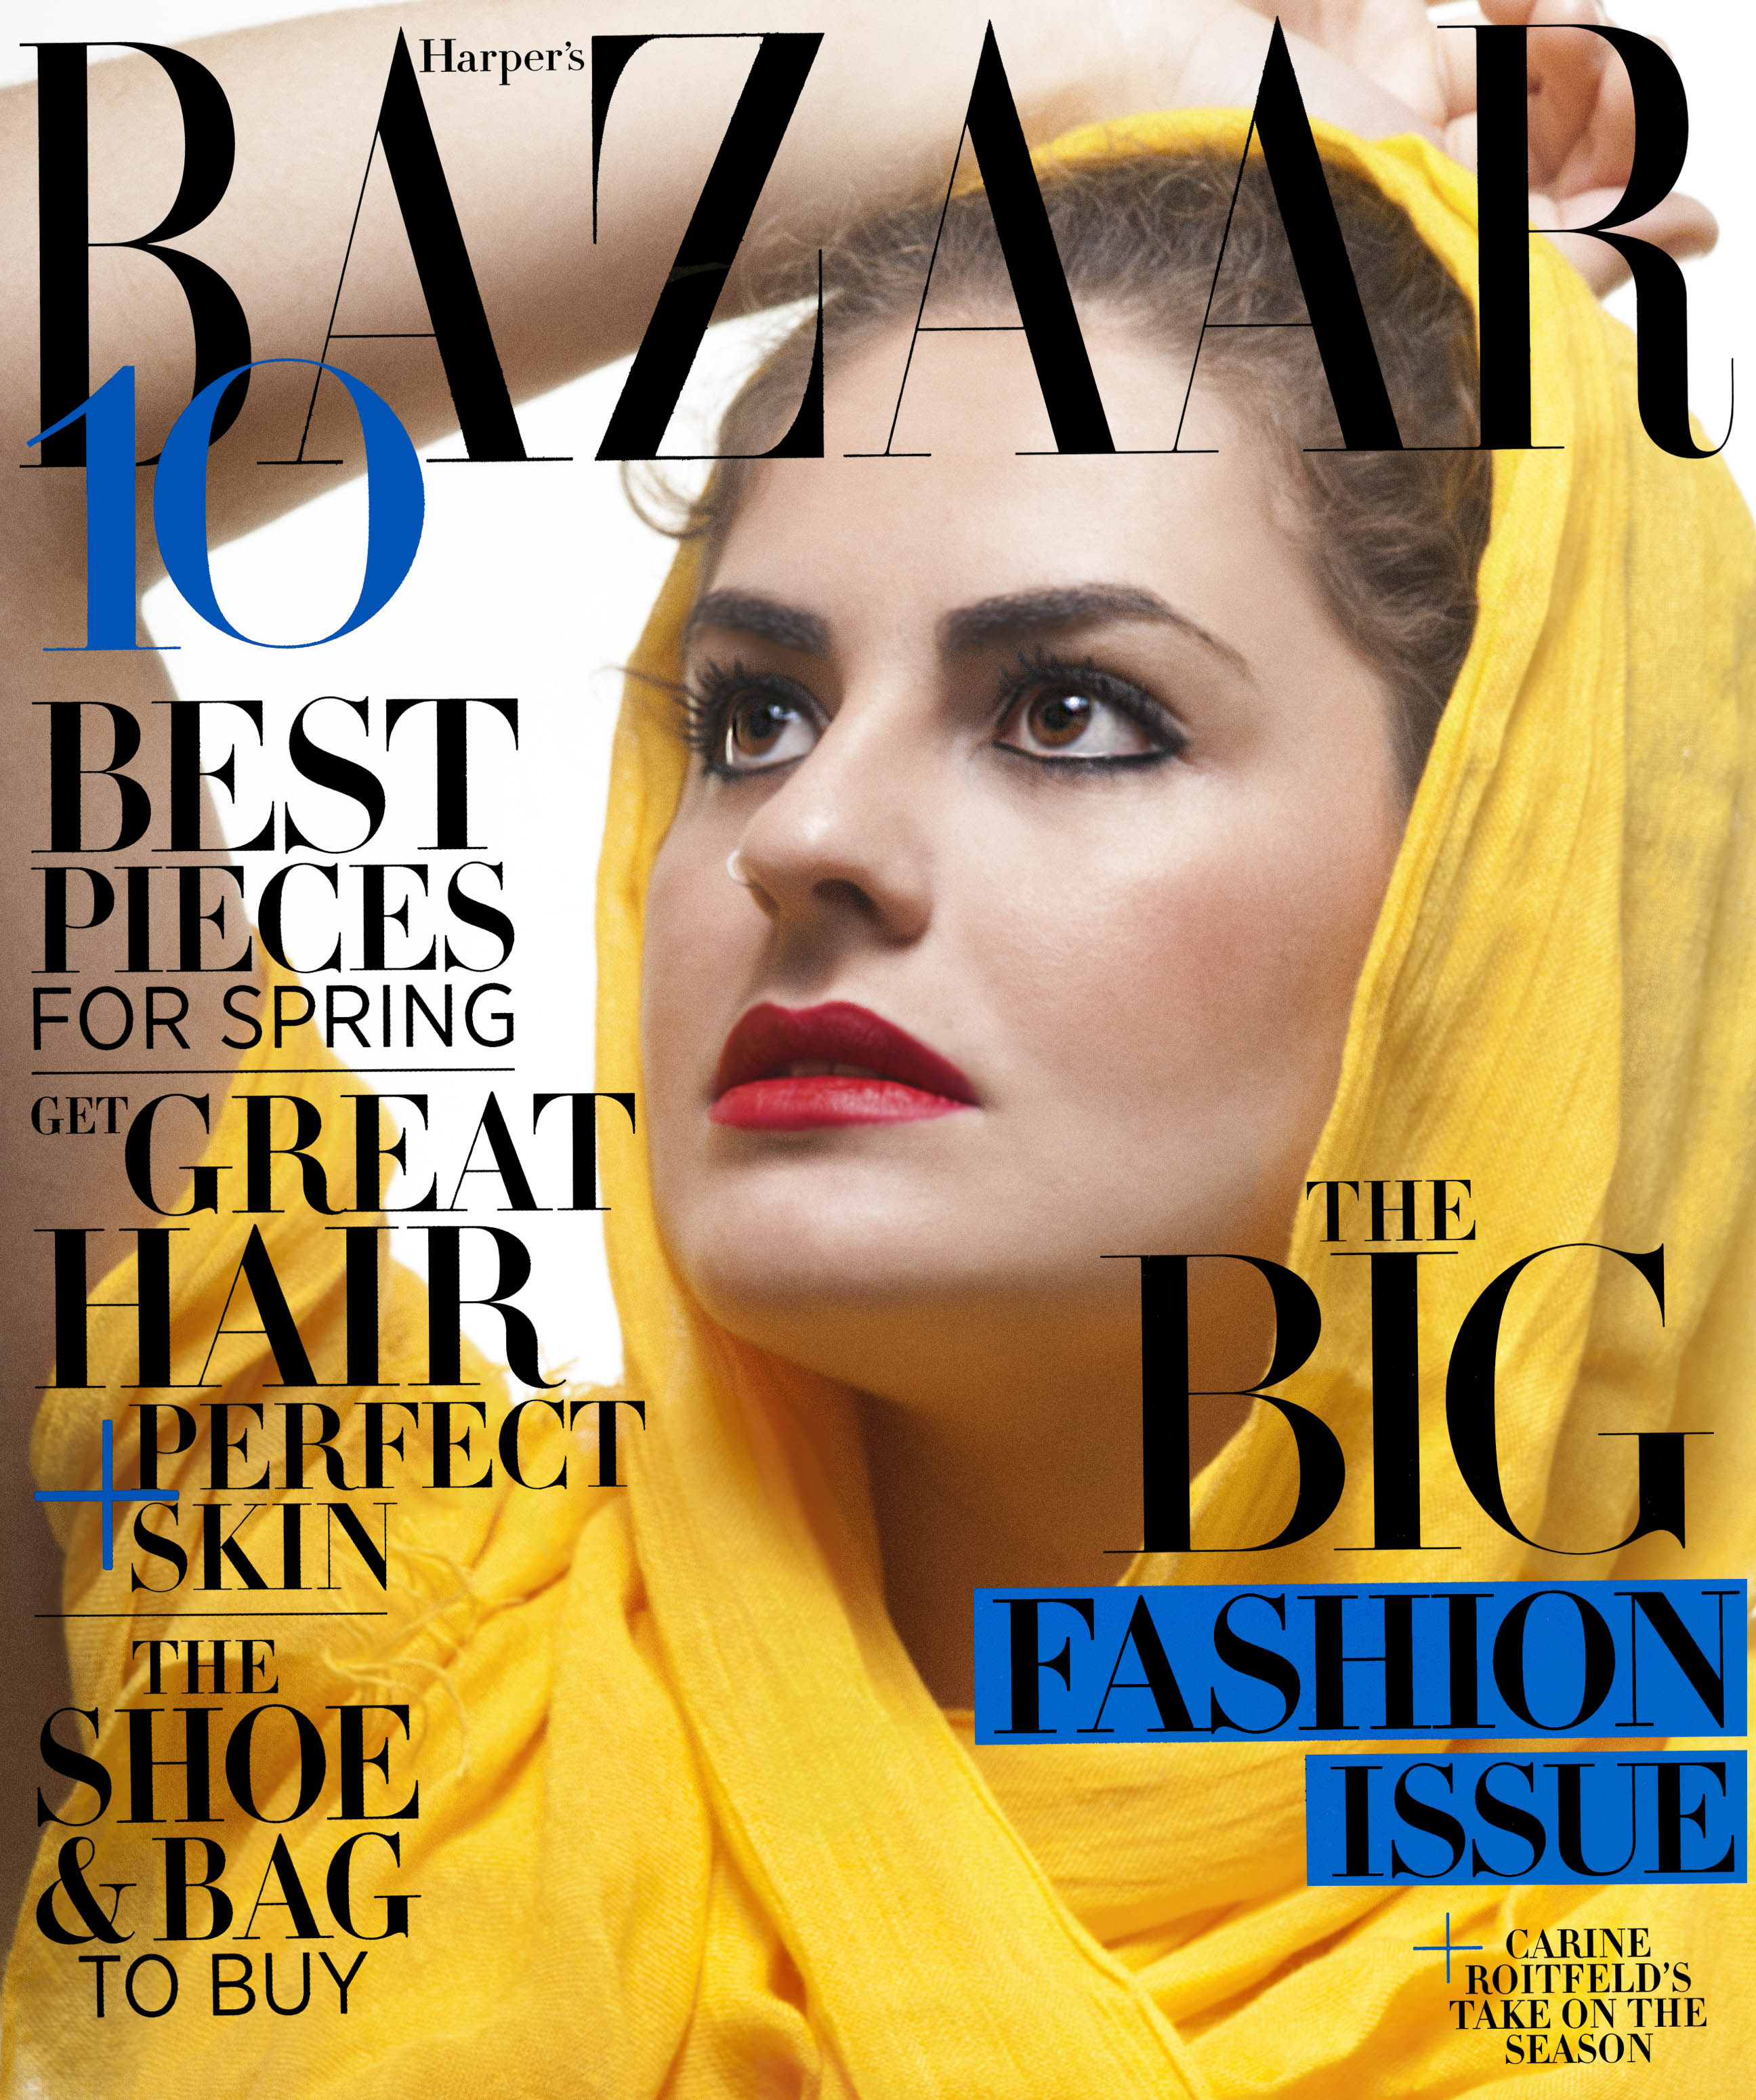 Harper's
BAZAAR
10
BEST
PIECES
FOR SPRING
GET GREAT
HAIR
+PERFECT
SKIN
THE
SHOE
& BAG
TO BUY
THE
BIG
FASHION
ISSUE
+ CARINE
ROITFELD'S
TAKE ON THE
SEASON